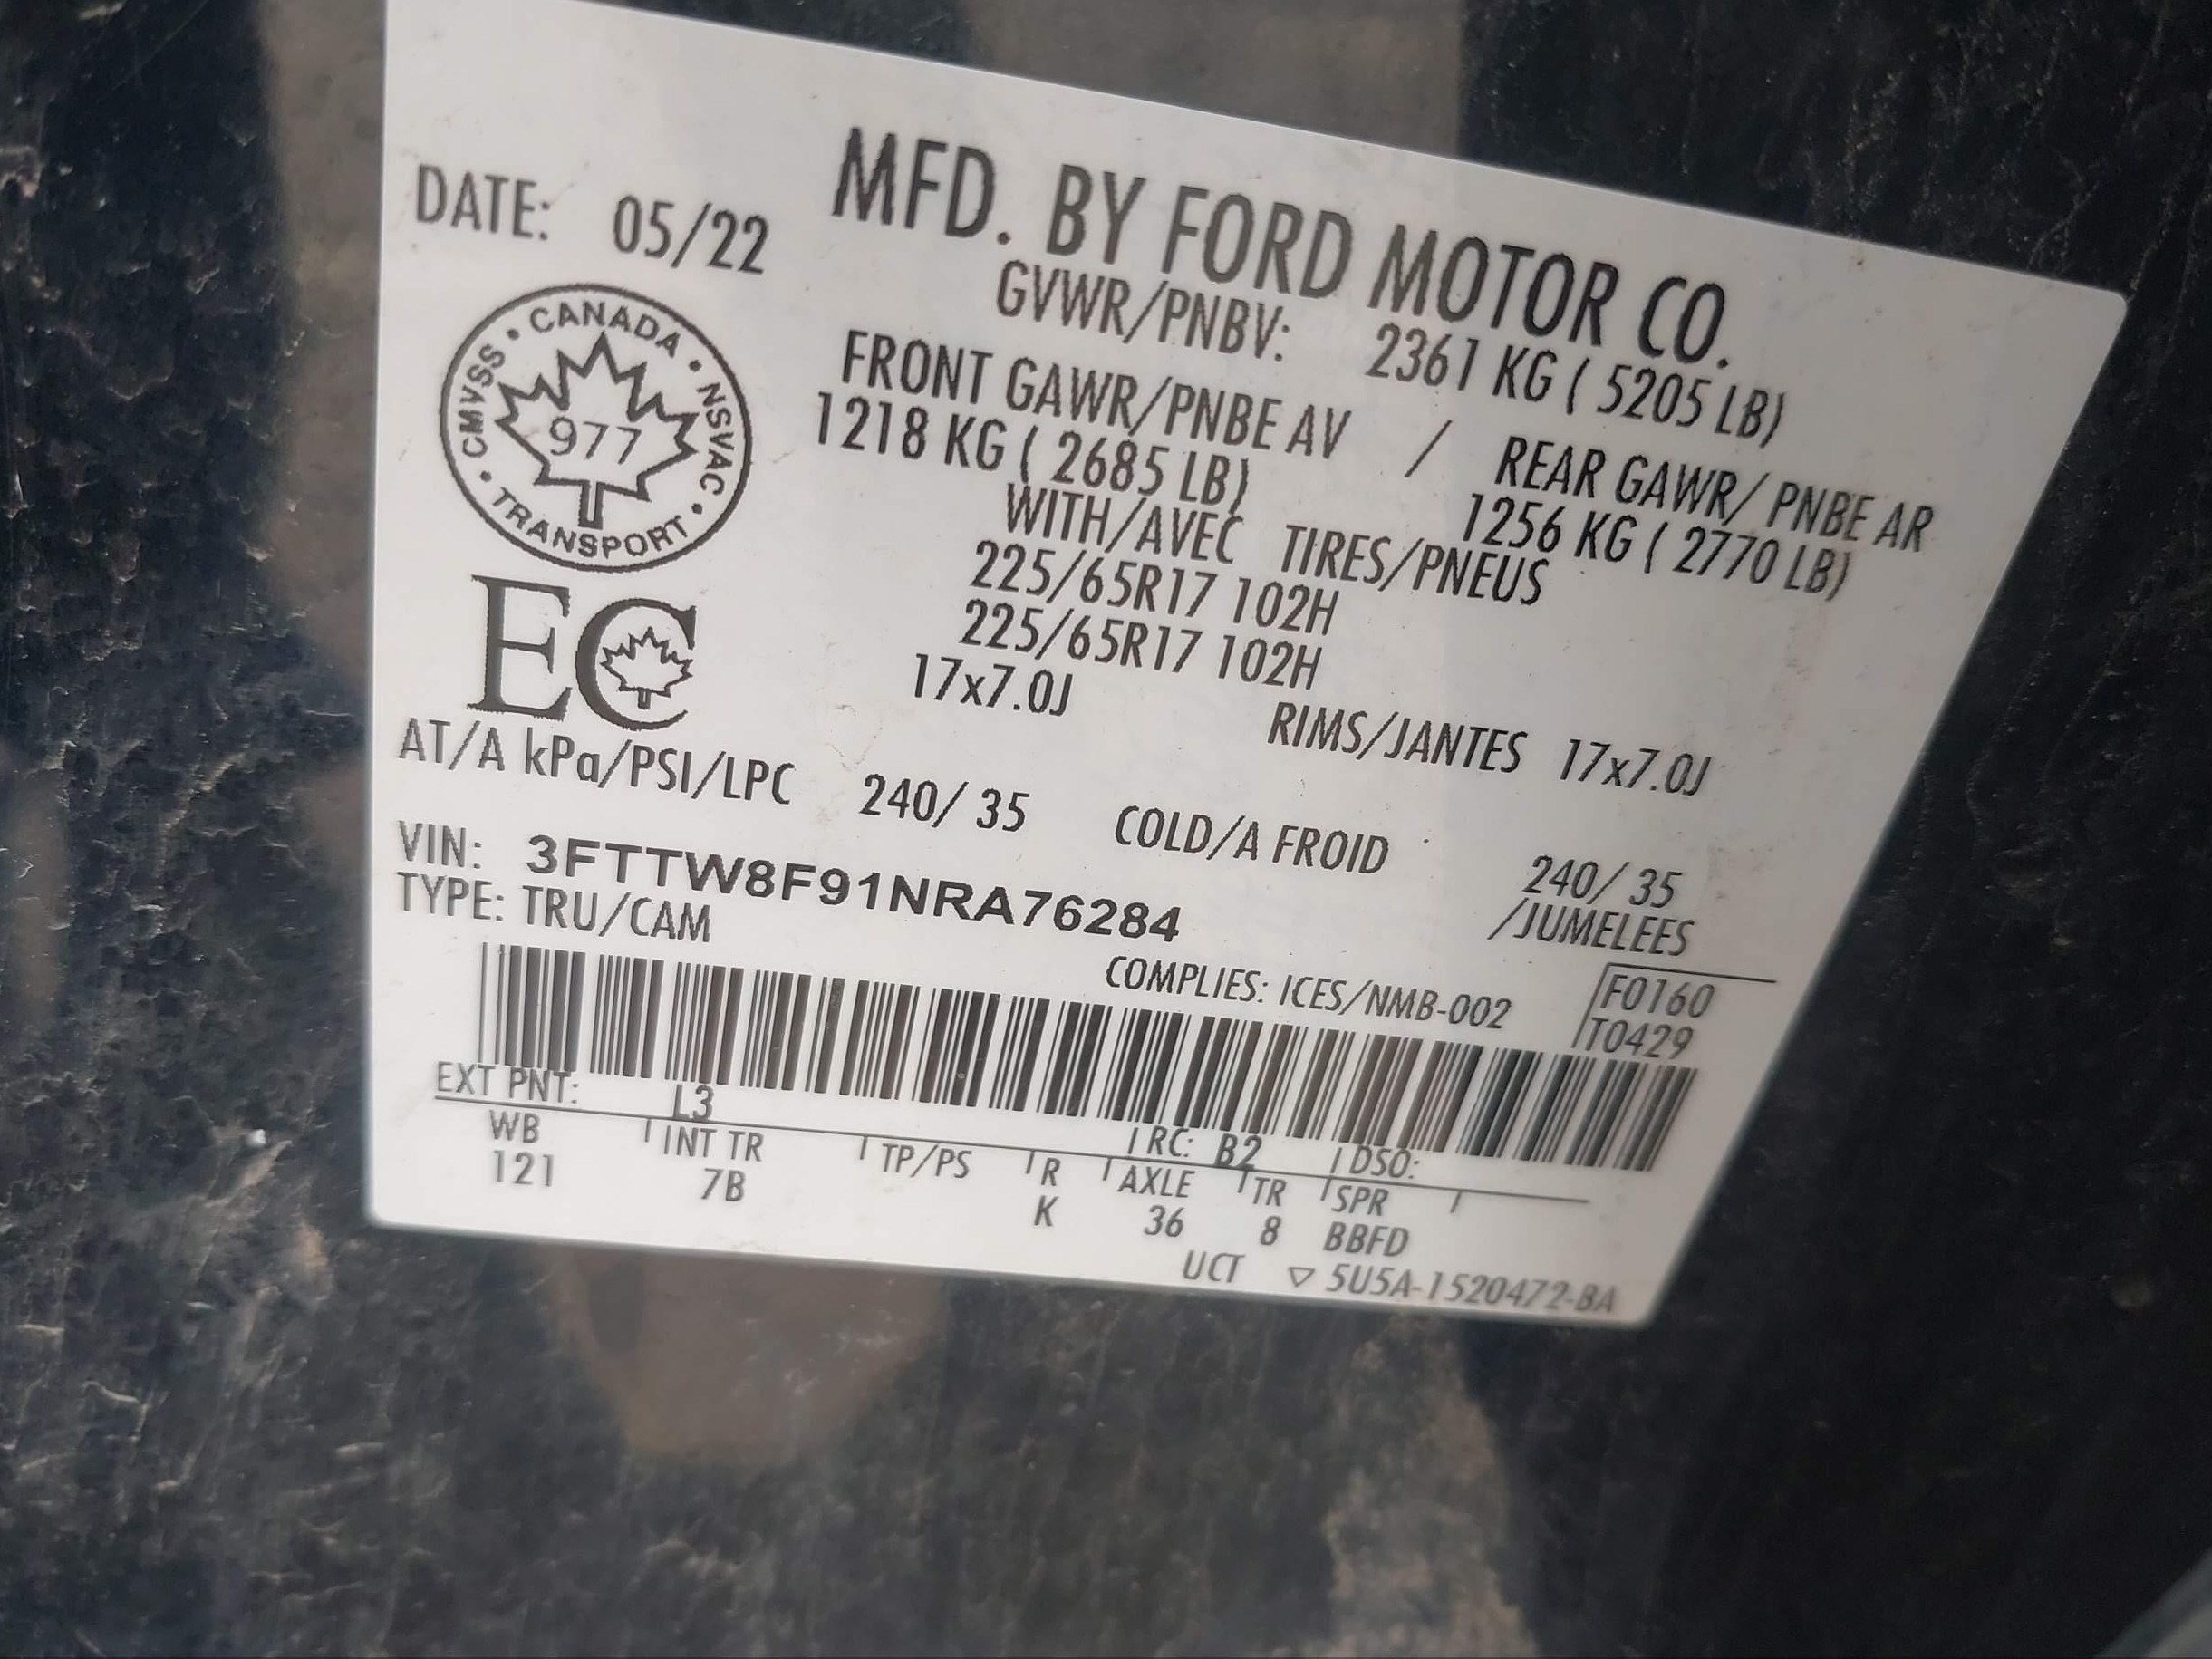 MFD. BY FORD MOTOR CO.
DATE: 05/22
GVWR/PNBV: 2361 KG ( 5205 LB)
FRONT GAWR/PNBE AV / REAR GAWR/ PNBE AR
1218 KG ( 2685 LB) 1256 KG ( 2770 LB)
WITH/AVEC TIRES/PNEUS
225/65R17 102H
225/65R17 102H
17x7.0J RIMS/JANTES 17x7.0J
CANADA • NSVAC • TRANSPORT • CMVSS •
977
EC
AT/A kPa/PSI/LPC 240/ 35 COLD/A FROID 240/ 35
VIN: 3FTTW8F91NRA76284 /JUMELEES
TYPE: TRU/CAM
COMPLIES: ICES/NMB-002 F0160
T0429
EXT PNT: L3 RC: B2 DSO:
WB INT TR TP/PS R AXLE TR SPR
121 7B K 36 8 BBFD
UCT ▽ 5U5A-1520472-BA